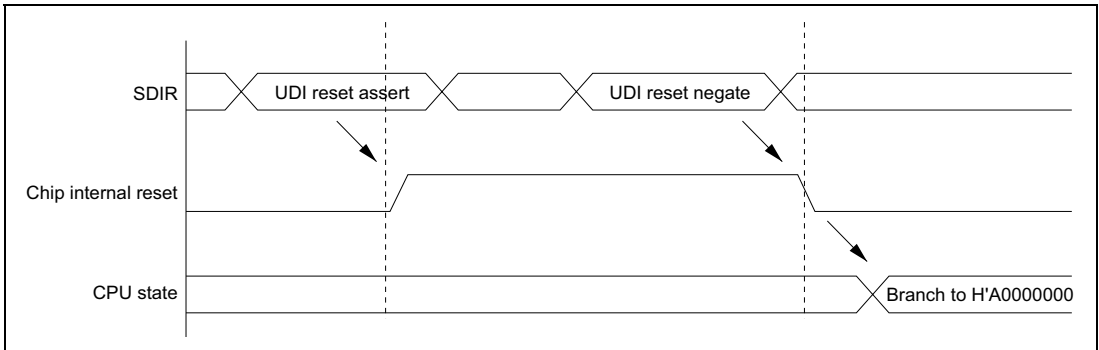 SDIR
UDI reset assert
UDI reset negate
Chip internal reset
CPU state
Branch to H'A0000000